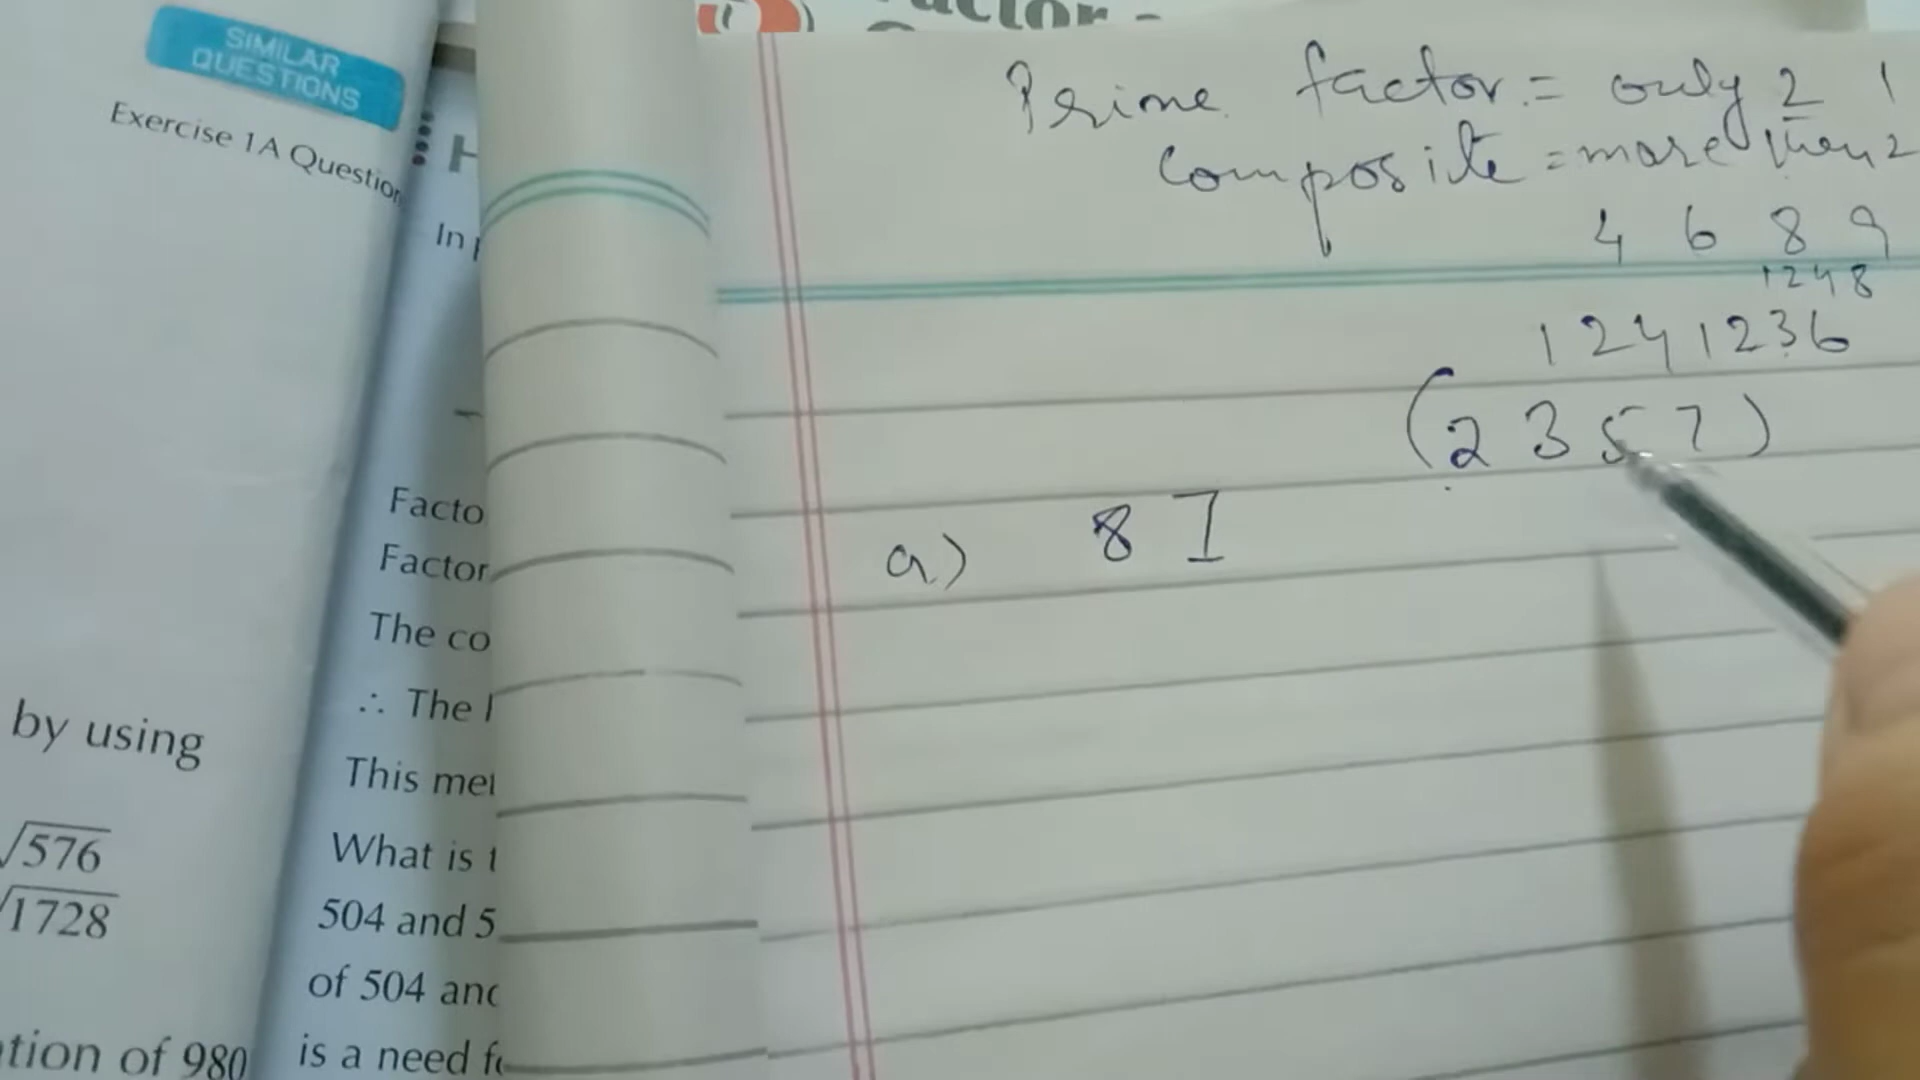 SIMILAR
QUESTIONS
Exercise 1A Question
In
Facto
Factor
The co
∴ The
This me
What is
504 and 5
of 504 and
is a need
by using
√576
√1728
tion of 980
Prime factor = only 2 1
Composite = more then 2
4 6 8 9
1 2 4 8
1 2 4 1 2 3 6
(2 3 5 7)
a) 81